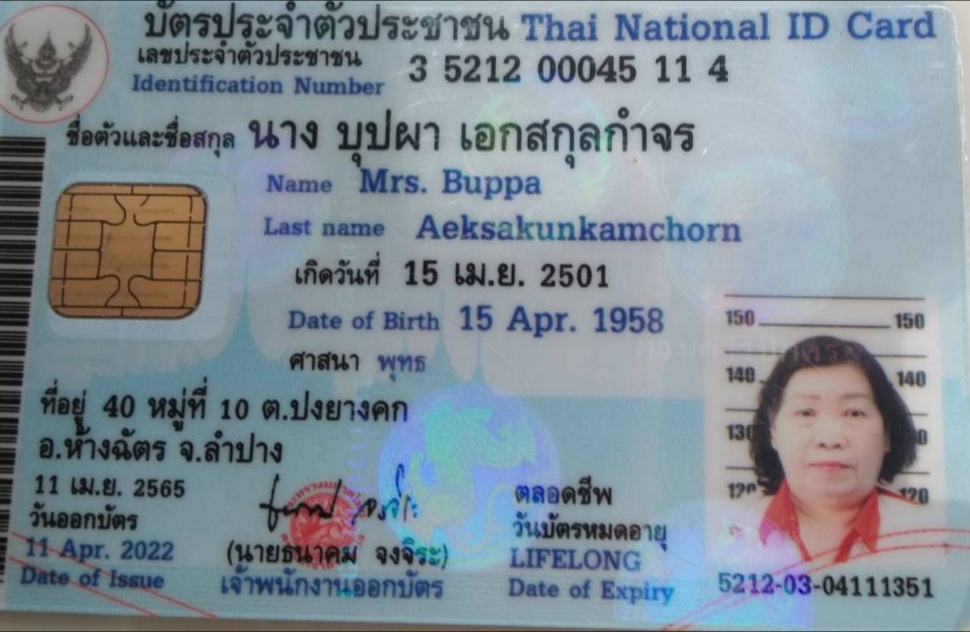 บัตรประจำตัวประชาชน Thai National ID Card
เลขประจำตัวประชาชน
Identification Number 3 5212 00045 11 4
ชื่อตัวและชื่อสกุล นาง บุปผา เอกสกุลกำจร
Name Mrs. Buppa
Last name Aeksakunkamchorn
เกิดวันที่ 15 เม.ย. 2501
Date of Birth 15 Apr. 1958
ศาสนา พุทธ
ที่อยู่ 40 หมู่ที่ 10 ต.ปงยางคก
อ.ห้างฉัตร จ.ลำปาง
11 เม.ย. 2565
วันออกบัตร
11 Apr. 2022
Date of Issue
(นายธนาคม จงจิระ)
เจ้าพนักงานออกบัตร
ตลอดชีพ
วันบัตรหมดอายุ
LIFELONG
Date of Expiry
150 150
140 140
130
120 120
5212-03-04111351